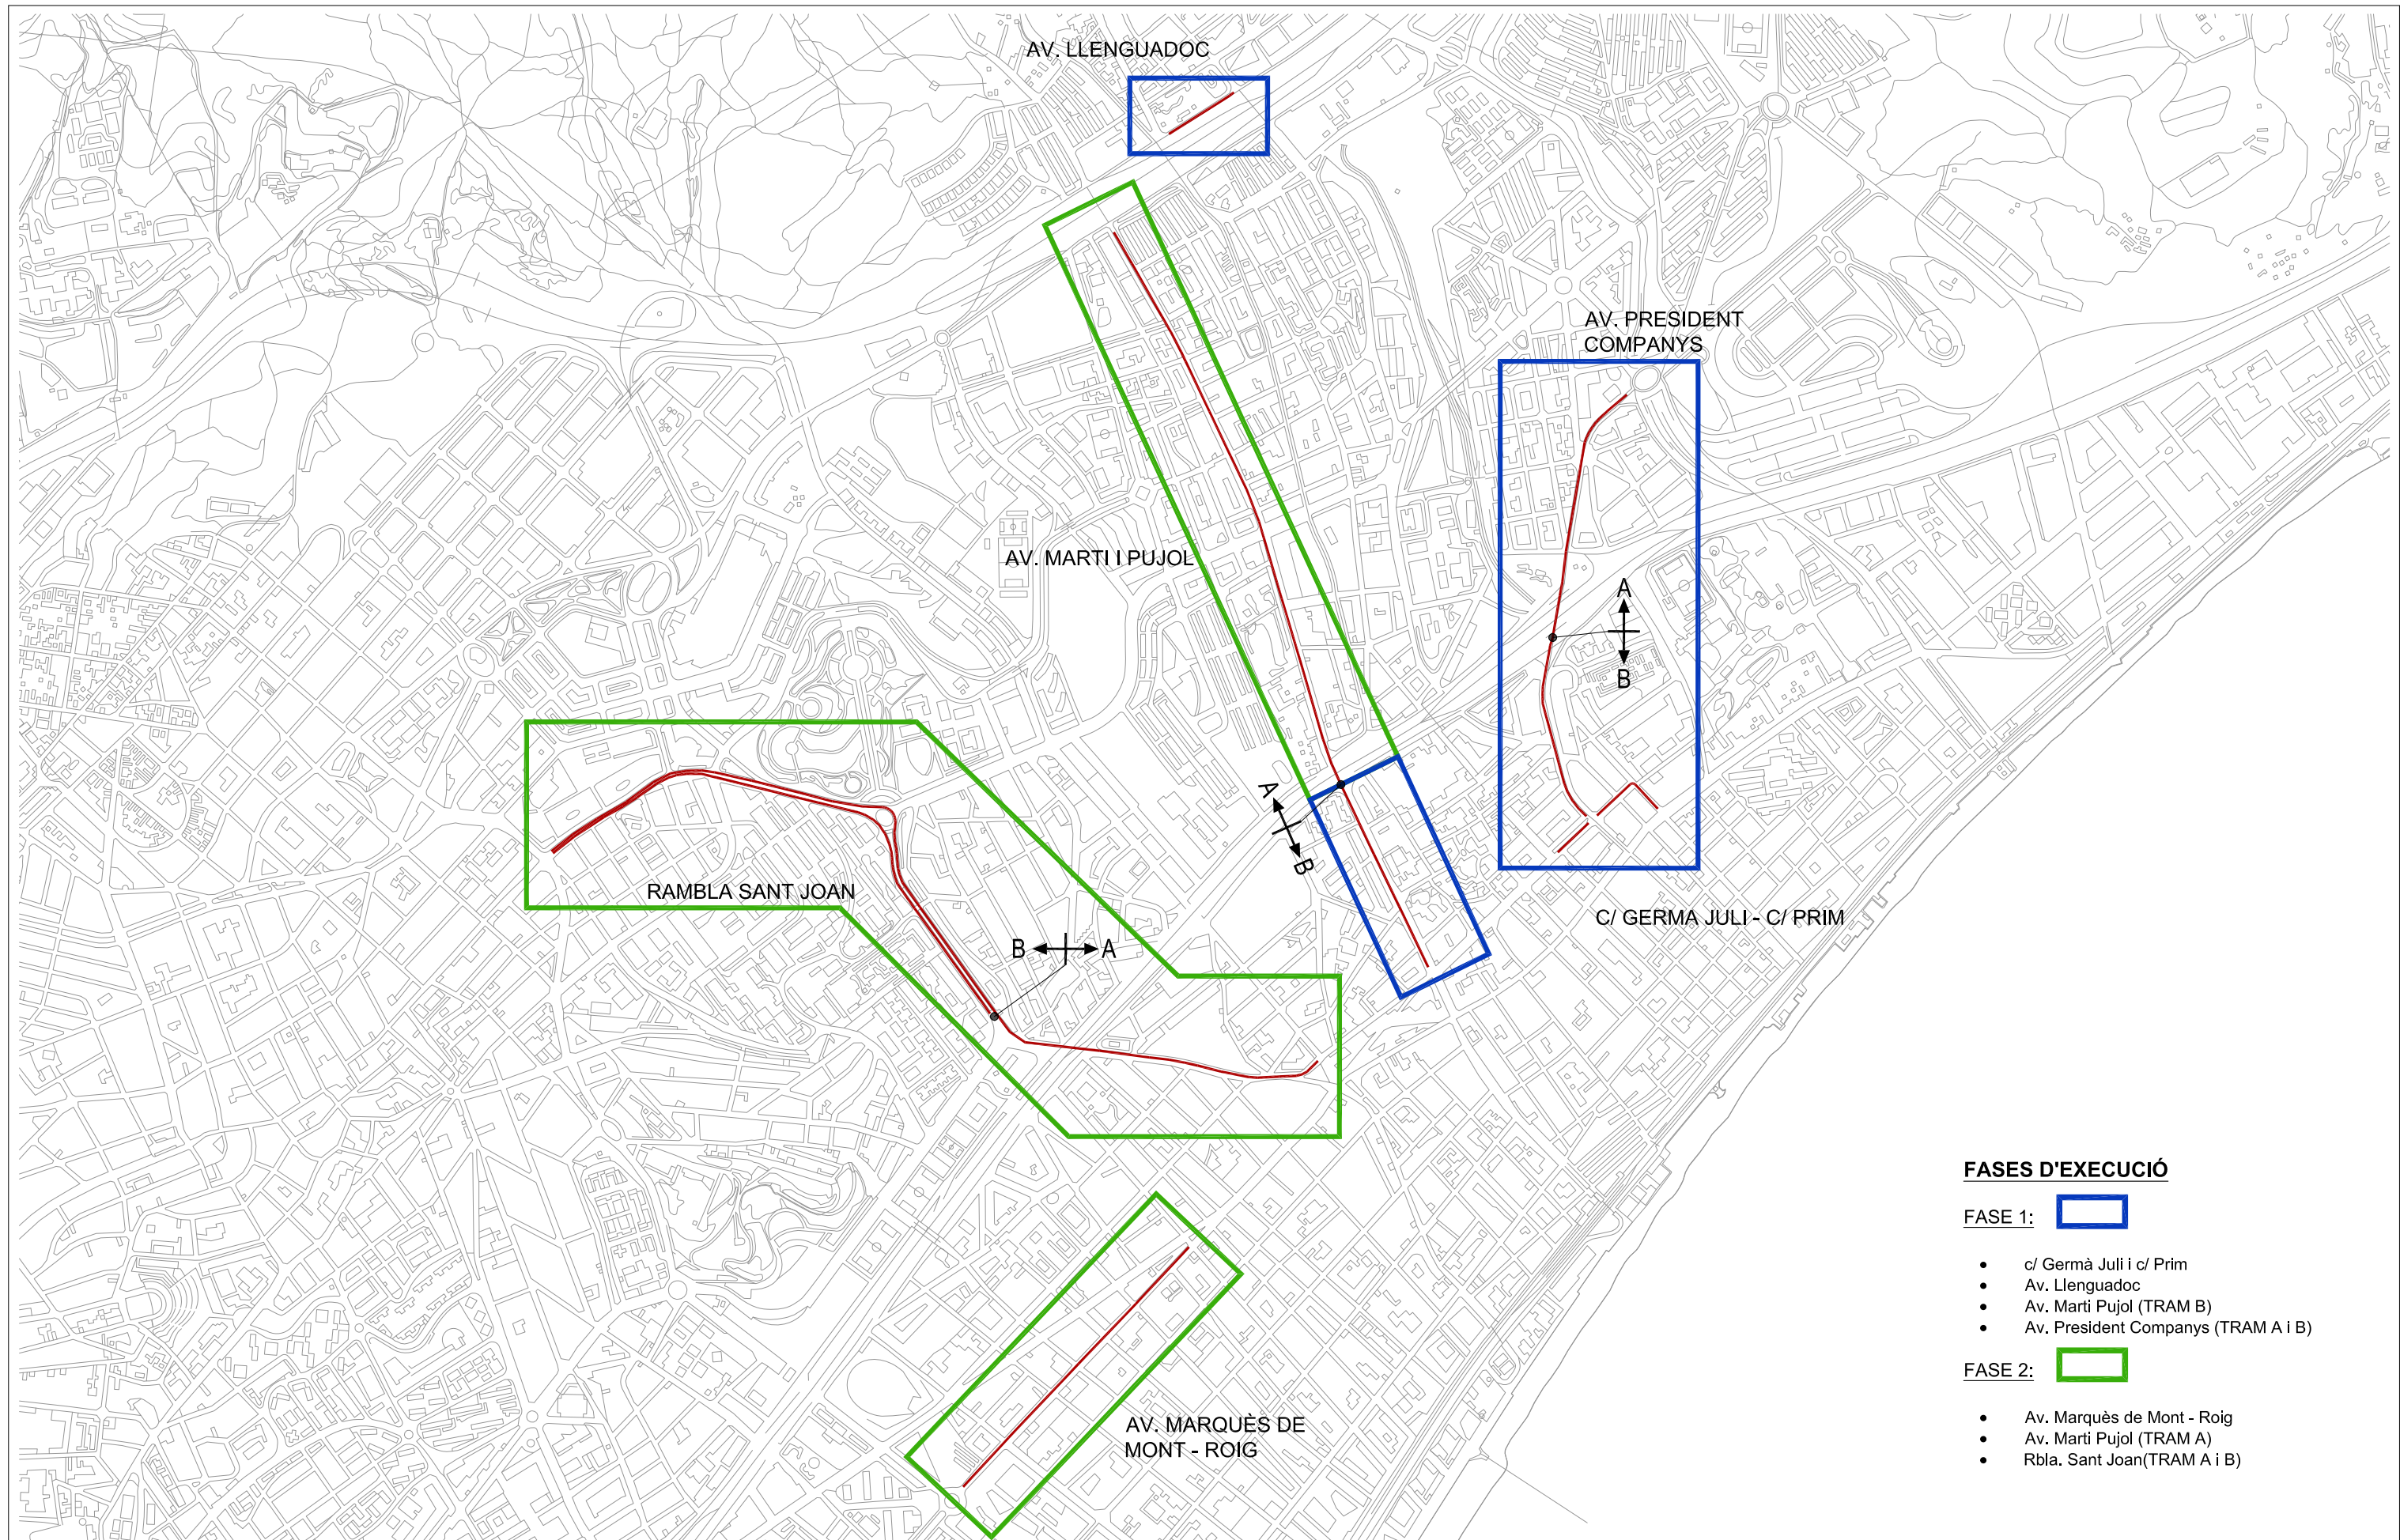 AV. LLENGUADOC
AV. PRESIDENT
COMPANYS
AV. MARTI I PUJOL
A
B
A
B
RAMBLA SANT JOAN
C/ GERMA JULI - C/ PRIM
B A
AV. MARQUÈS DE
MONT - ROIG
FASES D'EXECUCIÓ
FASE 1:
• c/ Germà Juli i c/ Prim
• Av. Llenguadoc
• Av. Marti Pujol (TRAM B)
• Av. President Companys (TRAM A i B)
FASE 2:
• Av. Marquès de Mont - Roig
• Av. Marti Pujol (TRAM A)
• Rbla. Sant Joan(TRAM A i B)